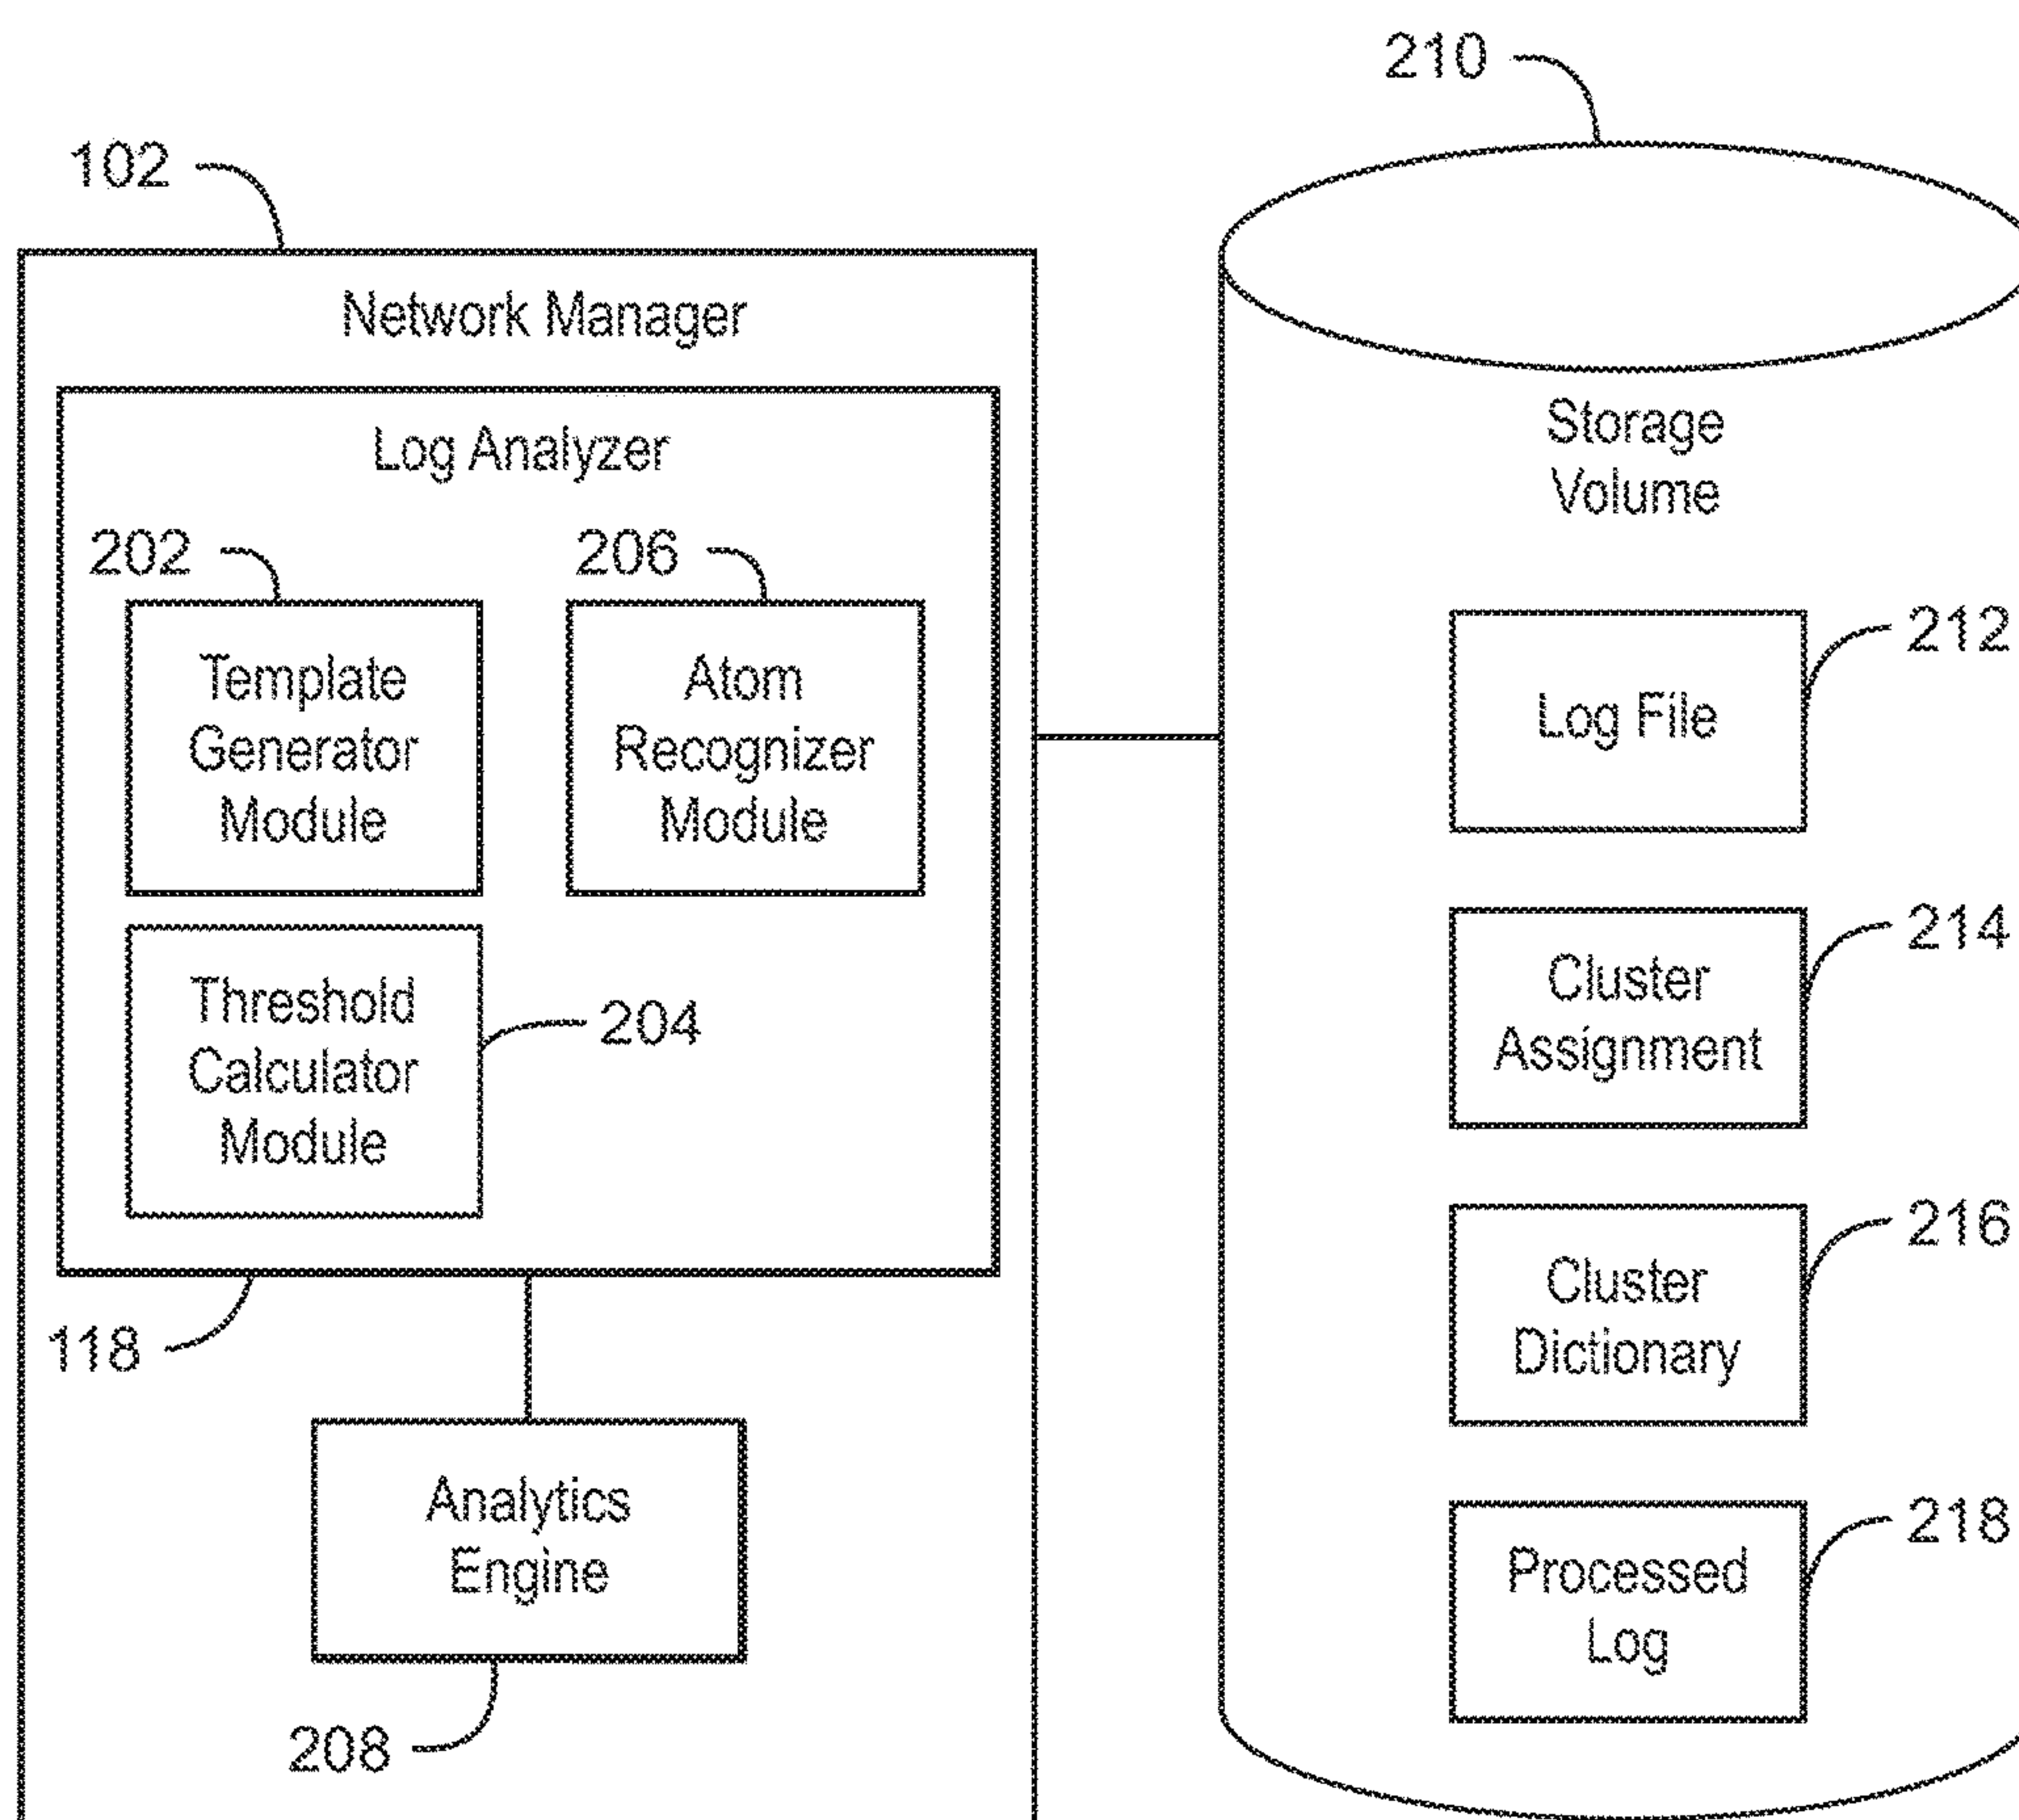 210
102
Network Manager
Log Analyzer
202
206
Template
Generator
Module
Atom
Recognizer
Module
Threshold
Calculator
Module
204
118
Analytics
Engine
208
Storage
Volume
Log File
212
Cluster
Assignment
214
Cluster
Dictionary
216
Processed
Log
218